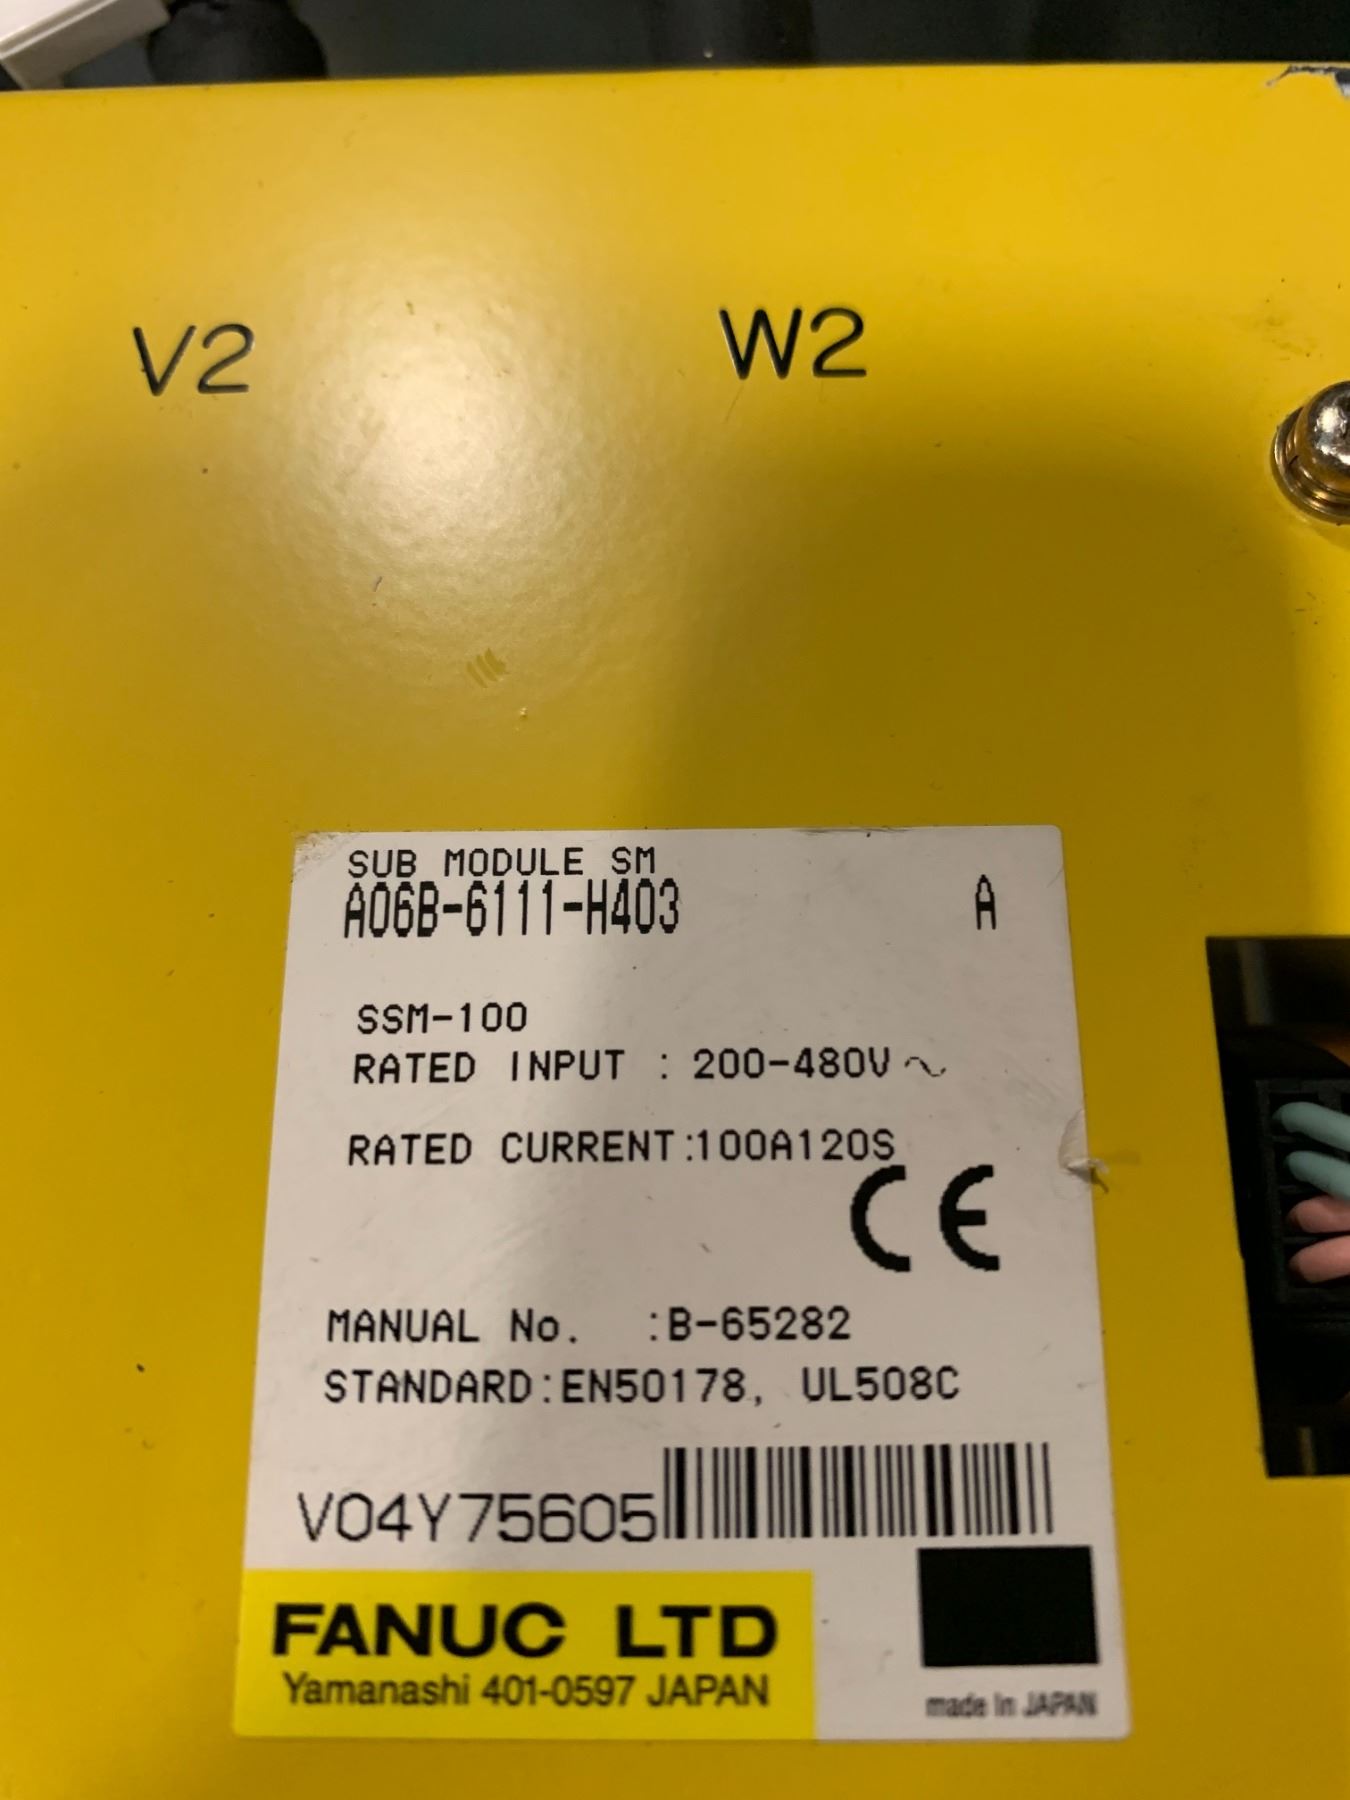 V2 W2
SUB MODULE SM
A06B-6111-H403 A
SSM-100
RATED INPUT : 200-480V～
RATED CURRENT:100A120S
CE
MANUAL No. :B-65282
STANDARD:EN50178, UL508C
V04Y75605
FANUC LTD
Yamanashi 401-0597 JAPAN
made in JAPAN